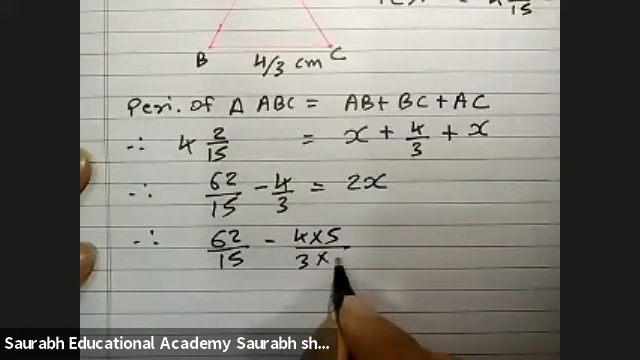 15
B 4/3 cm C
Peri. of Δ ABC = AB + BC + AC
∴ 4 2/15 = x + 4/3 + x
∴ 62/15 - 4/3 = 2x
∴ 62/15 - 4×5/3×
Saurabh Educational Academy Saurabh sh...